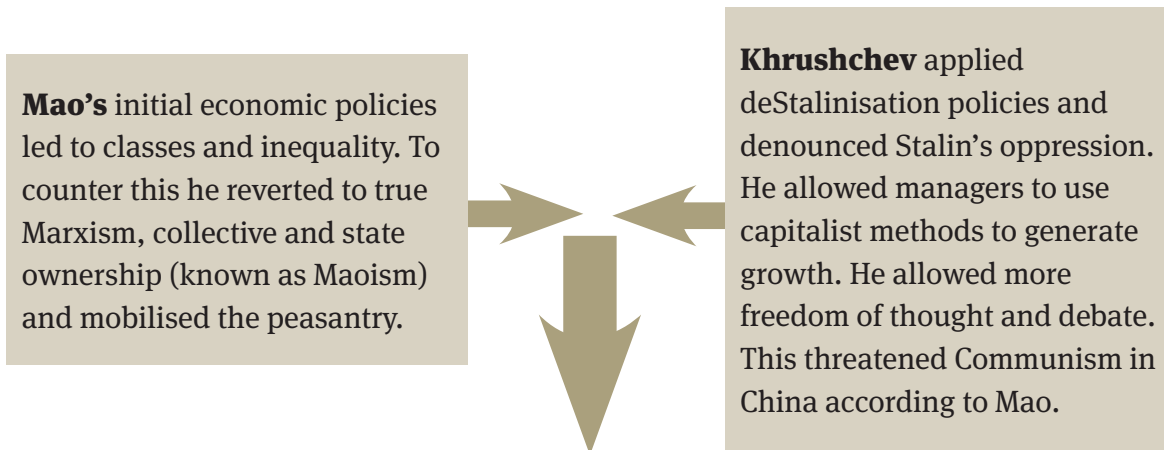 Mao's initial economic policies
led to classes and inequality. To
counter this he reverted to true
Marxism, collective and state
ownership (known as Maoism)
and mobilised the peasantry.
Khrushchev applied
deStalinisation policies and
denounced Stalin's oppression.
He allowed managers to use
capitalist methods to generate
growth. He allowed more
freedom of thought and debate.
This threatened Communism in
China according to Mao.